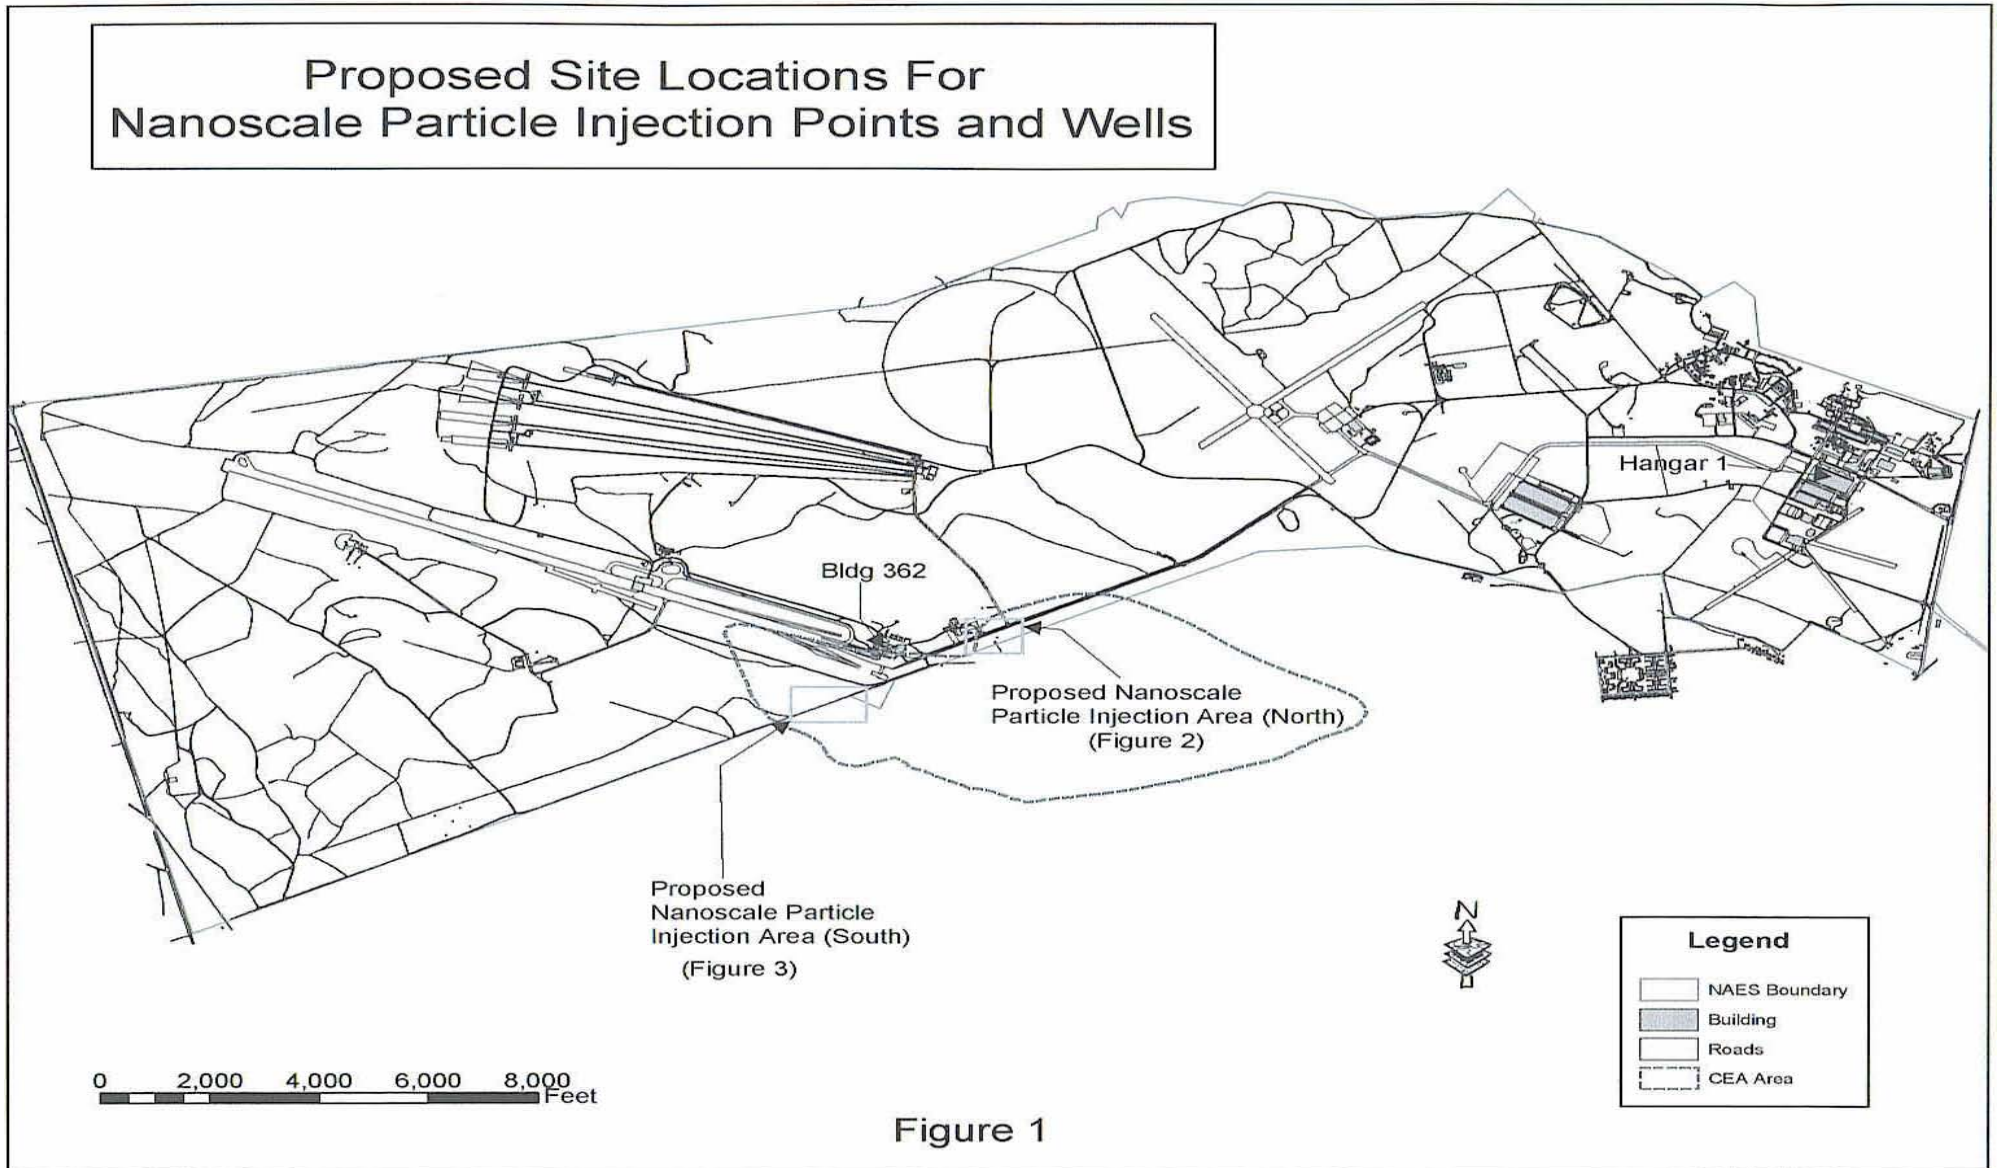 Proposed Site Locations For
Nanoscale Particle Injection Points and Wells
Hangar 1
Bldg 362
Proposed Nanoscale
Particle Injection Area (North)
(Figure 2)
Proposed
Nanoscale Particle
Injection Area (South)
(Figure 3)
N
Legend
NAES Boundary
Building
Roads
CEA Area
0 2,000 4,000 6,000 8,000
Feet
Figure 1